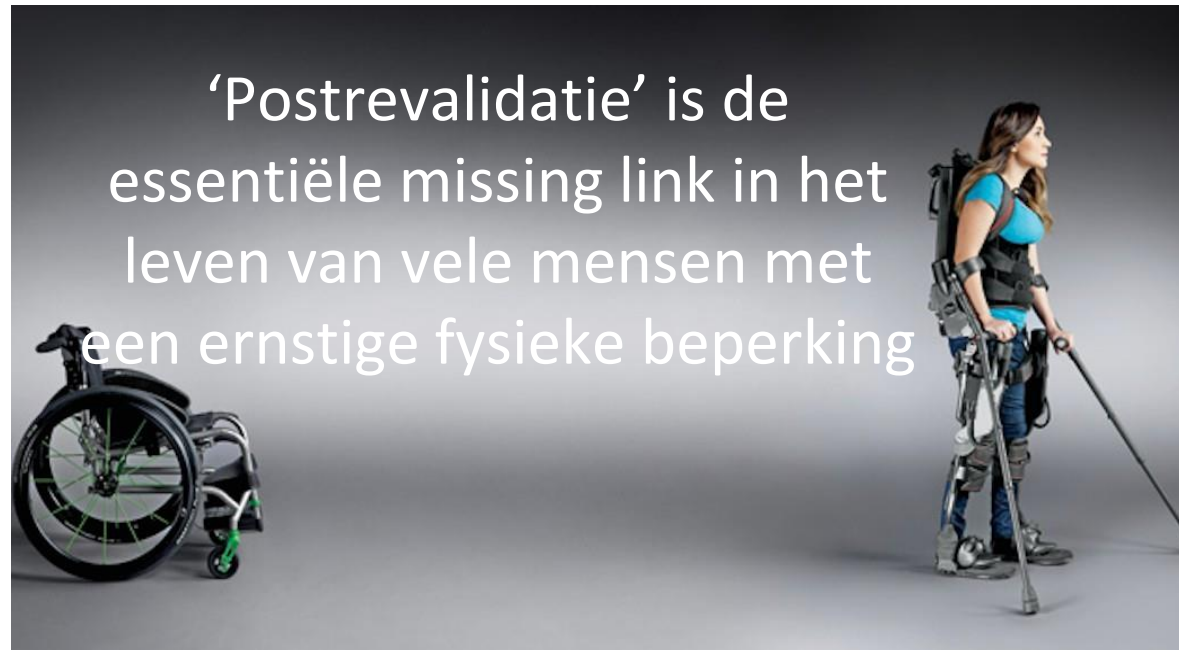 ‘Postrevalidatie’ is de
essentiële missing link in het
leven van vele mensen met
een ernstige fysieke beperking